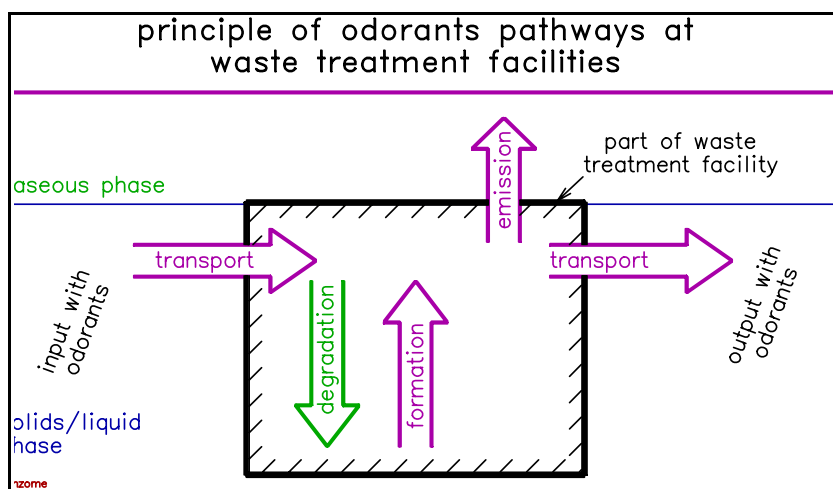 principle of odorants pathways at
waste treatment facilities
part of waste
treatment facility
aseous phase
emission
transport
transport
input with
odorants
degradation
formation
output with
odorants
olids/liquid
hase
nzome